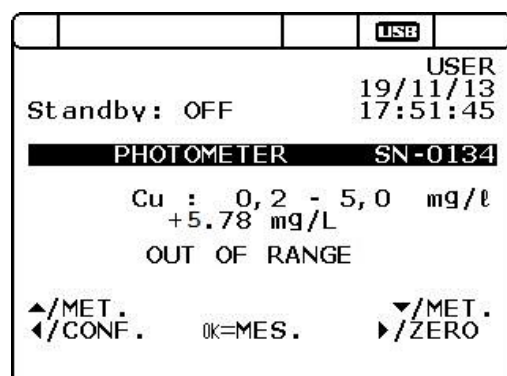 USB
USER
19/11/13
Standby: OFF 17:51:45
PHOTOMETER SN-0134
Cu : 0,2 - 5,0 mg/ℓ
+5.78 mg/L
OUT OF RANGE
▲/MET. ▼/MET.
◀/CONF. OK=MES. ▶/ZERO